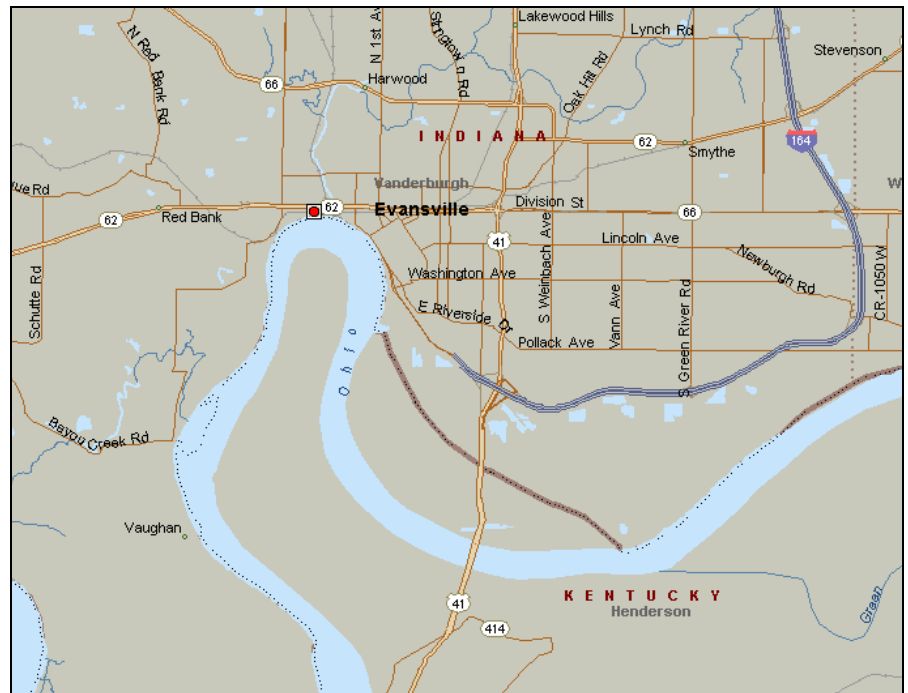 Lakewood Hills
Lynch Rd
Stevenson
N Red
Bank Rd
N 1st Av
Stringtown Rd
Oak Hill Rd
66
Harwood
INDIANA
62
Smythe
164
Vanderburgh
W
ue Rd
62
Red Bank
62
Evansville
Division St
66
41
Lincoln Ave
Newburgh Rd
CR-1050 W
Washington Ave
S Weinbach Ave
Vann Ave
S Green River Rd
Schutte Rd
E Riverside Dr
Pollack Ave
Ohio
Bayou Creek Rd
Vaughan
KENTUCKY
Henderson
Green
41
414